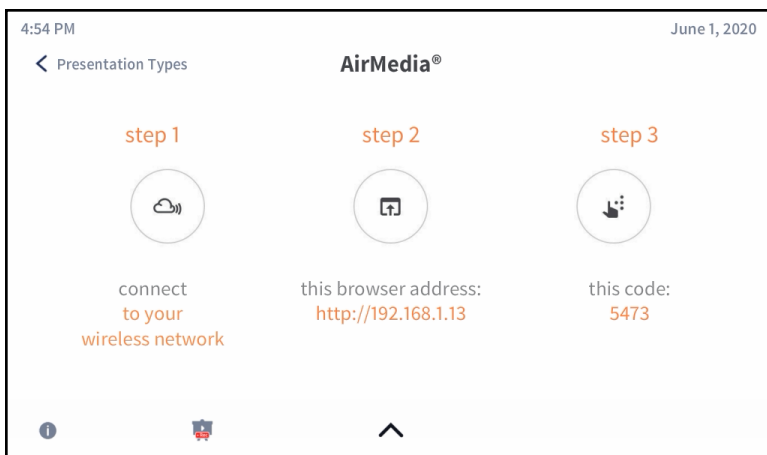 4:54 PM
June 1, 2020
Presentation Types
AirMedia®
step 1
step 2
step 3
connect
to your
wireless network
this browser address:
http://192.168.1.13
this code:
5473